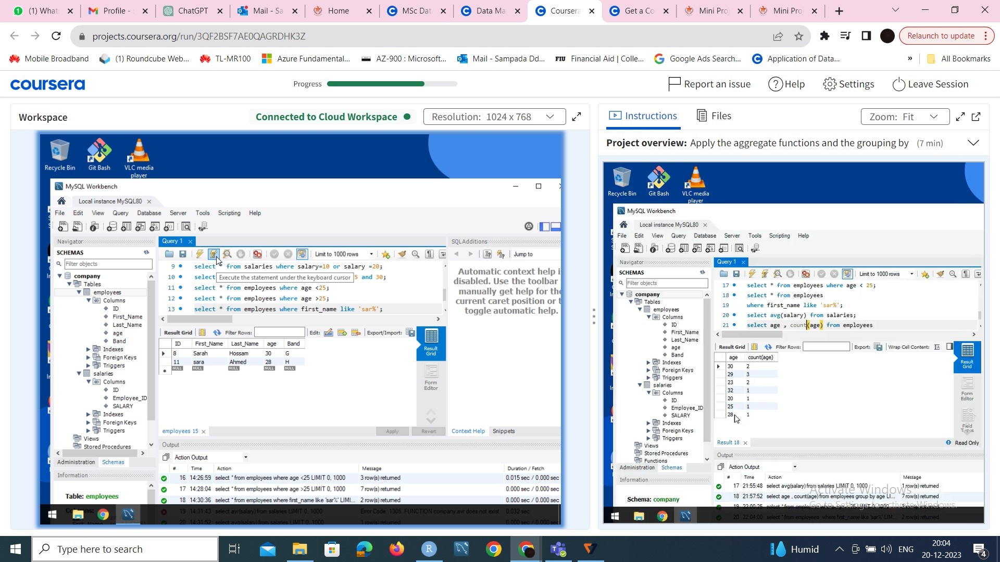 (1) What: Profile - ChatGPT Mail - Sa Home MSc Dat Data Ma Coursera Get a Co Mini Pro Mini Pro
projects.coursera.org/run/3QF2BSF7AE0QAGRDHK3Z Relaunch to update
Mobile Broadband (1) Roundcube Web... TL-MR100 Azure Fundamental... AZ-900 : Microsoft... Mail - Sampada Dd... FIU Financial Aid | Colle... Google Ads Search... Application of Data... » All Bookmarks
coursera Progress Report an issue Help Settings Leave Session
Workspace Connected to Cloud Workspace Resolution: 1024 x 768
Instructions Files Zoom: Fit
Project overview: Apply the aggregate functions and the grouping by (7 min)
Recycle Bin Git Bash VLC media player
MySQL Workbench
Local instance MySQL80
File Edit View Query Database Server Tools Scripting Help
Navigator
SCHEMAS
Filter objects
company
Tables
employees
Columns
ID
First_Name
Last_Name
age
Band
Indexes
Foreign Keys
Triggers
salaries
Columns
ID
Employee_ID
SALARY
Indexes
Foreign Keys
Triggers
Views
Stored Procedures
Administration Schemas
Information
Table: employees
Query 1
Limit to 1000 rows
9 select * from salaries where salary=10 or salary =20;
10 select 5 and 30;
Execute the statement under the keyboard cursor
11 select * from employees where age <25;
12 select * from employees where age >25;
13 select * from employees where first_name like 'sar%';
Result Grid Filter Rows: Edit: Export/Import:
ID First_Name Last_Name age Band
8 Sarah Hossam 30 G
11 sara Ahmed 28 H
NULL NULL NULL NULL NULL
Result Grid
Form Editor
employees 15 Apply Revert
SQLAdditions
Jump to
Automatic context help i
disabled. Use the toolbar
manually get help for the
current caret position or t
toggle automatic help.
Context Help Snippets
Output
Action Output
# Time Action Message Duration / Fetch
16 14:26:59 select * from employees where age <25 LIMIT 0, 1000 3 row(s) returned 0.015 sec / 0.000 sec
17 14:28:04 select * from employees where age >25 LIMIT 0, 1000 7 row(s) returned 0.000 sec / 0.000 sec
18 14:30:36 select * from employees where first_name like 'sar%' LIMI... 2 row(s) returned 0.000 sec / 0.000 sec
19 14:31:43 select avr(salary) from salaries LIMIT 0, 1000 Error Code: 1305. FUNCTION company.avr does not exist 0.032 sec
20 14:31:52 select avg(salary) from salaries LIMIT 0, 1000 1 row(s) returned 0.000 sec / 0.000 sec
Recycle Bin Git Bash VLC media player
MySQL Workbench
Local instance MySQL80
File Edit View Query Database Server Tools Scripting Help
Navigator
SCHEMAS
Filter objects
company
Tables
employees
Columns
ID
First_Name
Last_Name
age
Band
Indexes
Foreign Keys
Triggers
salaries
Columns
ID
Employee_ID
SALARY
Indexes
Foreign Keys
Triggers
Views
Stored Procedures
Functions
Administration Schemas
Information
Schema: company
Query 1
Limit to 1000 rows
17 select * from employees where age < 25;
18 select * from employees
19 where first_name like 'sar%';
20 select avg(salary) from salaries;
21 select age , count(age) from employees
Result Grid Filter Rows: Export: Wrap Cell Content:
age count(age)
30 2
29 3
23 2
32 1
20 1
25 1
28 1
Result Grid
Form Editor
Field Types
Result 18 Read Only
Output
Action Output
# Time Action Message
17 21:55:48 select avg(salary) from salaries LIMIT 0, 1000 1 row(s) returned
18 21:57:52 select age , count(age) from employees group by age LI... 7 row(s) returned
19 22:00:25
20 22:04:00 select * from employees where first_name like 'sar%' LIM... 2 row(s) returned
Activate Windows
Go to Settings to activate Windows.
Type here to search Humid ENG 20:04
20-12-2023 4